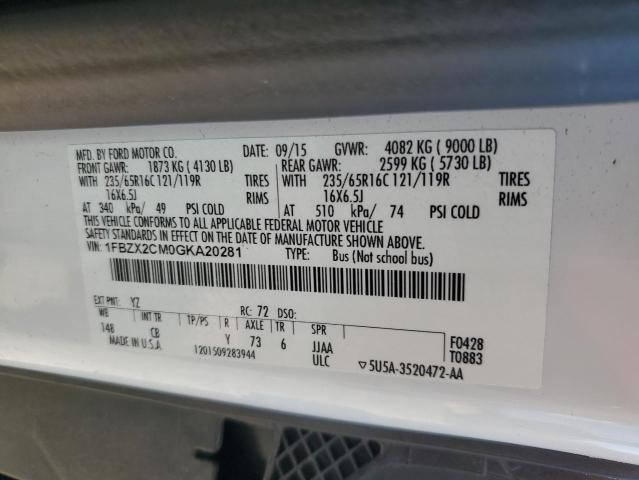 MFD. BY FORD MOTOR CO. DATE: 09/15 GVWR: 4082 KG ( 9000 LB)
FRONT GAWR: 1873 KG ( 4130 LB) REAR GAWR: 2599 KG ( 5730 LB)
WITH 235/65R16C 121/119R TIRES WITH 235/65R16C 121/119R TIRES
16X6.5J RIMS 16X6.5J RIMS
AT 340 kPa/ 49 PSI COLD AT 510 kPa/ 74 PSI COLD
THIS VEHICLE CONFORMS TO ALL APPLICABLE FEDERAL MOTOR VEHICLE
SAFETY STANDARDS IN EFFECT ON THE DATE OF MANUFACTURE SHOWN ABOVE.
VIN: 1FBZX2CM0GKA20281 TYPE: Bus (Not school bus)
EXT PNT: YZ RC: 72 DSO:
WB INT TR TP/PS R AXLE TR SPR
148 CB Y 73 6 JJAA F0428
MADE IN U.S.A. 1201509283944 ULC T0883
▽5U5A-3520472-AA